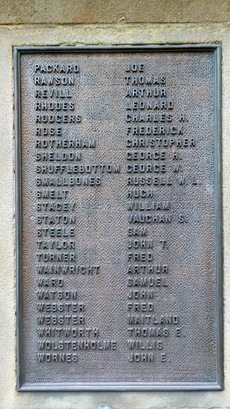 PACKARD JOE
RAWSON THOMAS
REVILL ARTHUR
RHODES LEONARD
RODGERS CHARLES H.
ROSE FREDERICK
ROTHERHAM CHRISTOPHER
SHELDON GEORGE H.
SHUFFLEBOTTOM GEORGE W.
SMALLBONES RUSSELL W.L.
SWELT HUGH
STACEY WILLIAM
STATON VAUGHAN S.
STEELE SAM
TAYLOR JOHN T.
TURNER FRED
WAINWRIGHT ARTHUR
WARD SAMUEL
WATSON JOHN
WEBSTER FRED
WEBSTER MAITLAND
WHITWORTH THOMAS E.
WOLSTENHOLME WILLIS
WORNES JOHN E.